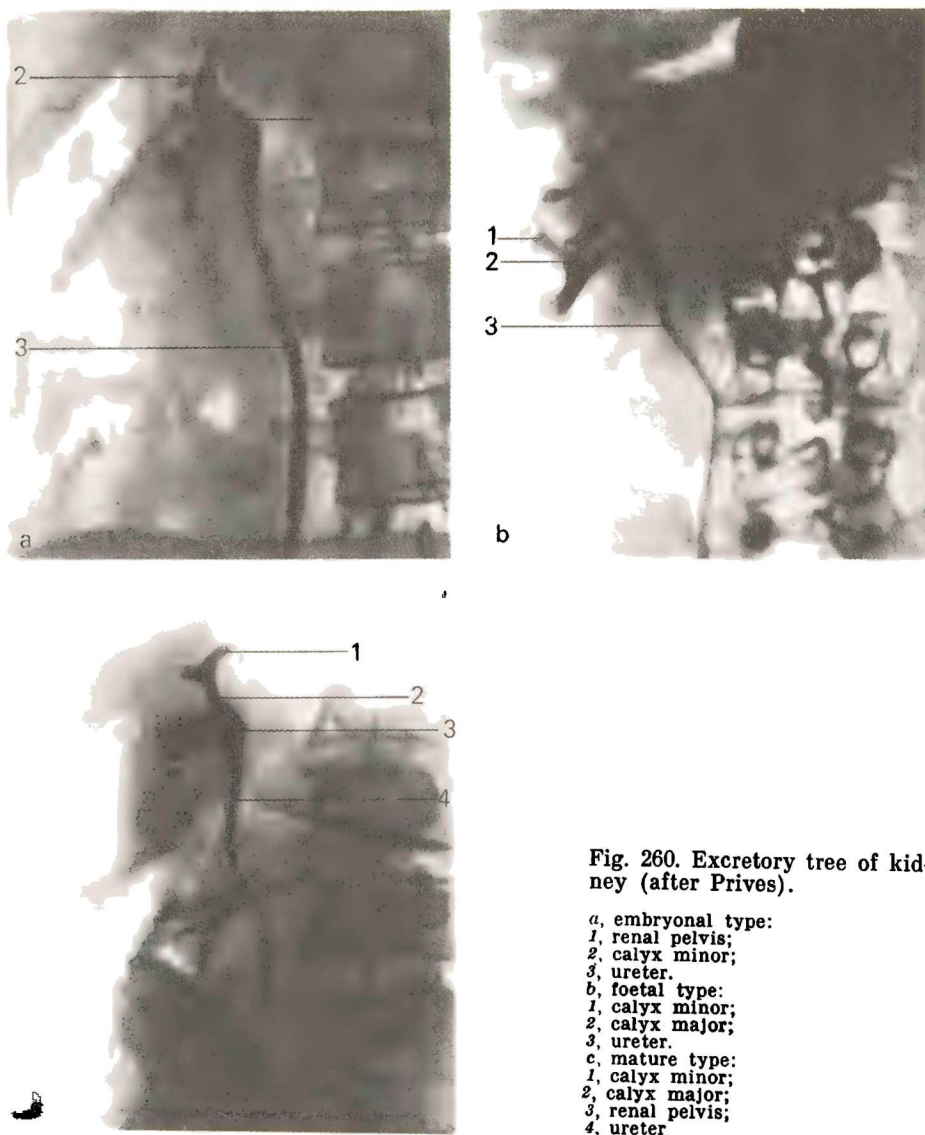 2
3
a
1
2
3
b
1
2
3
4
Fig. 260. Excretory tree of kid-
ney (after Prives).
a, embryonal type:
1, renal pelvis;
2, calyx minor;
3, ureter.
b, foetal type:
1, calyx minor;
2, calyx major;
3, ureter.
c, mature type:
1, calyx minor;
2, calyx major;
3, renal pelvis;
4, ureter